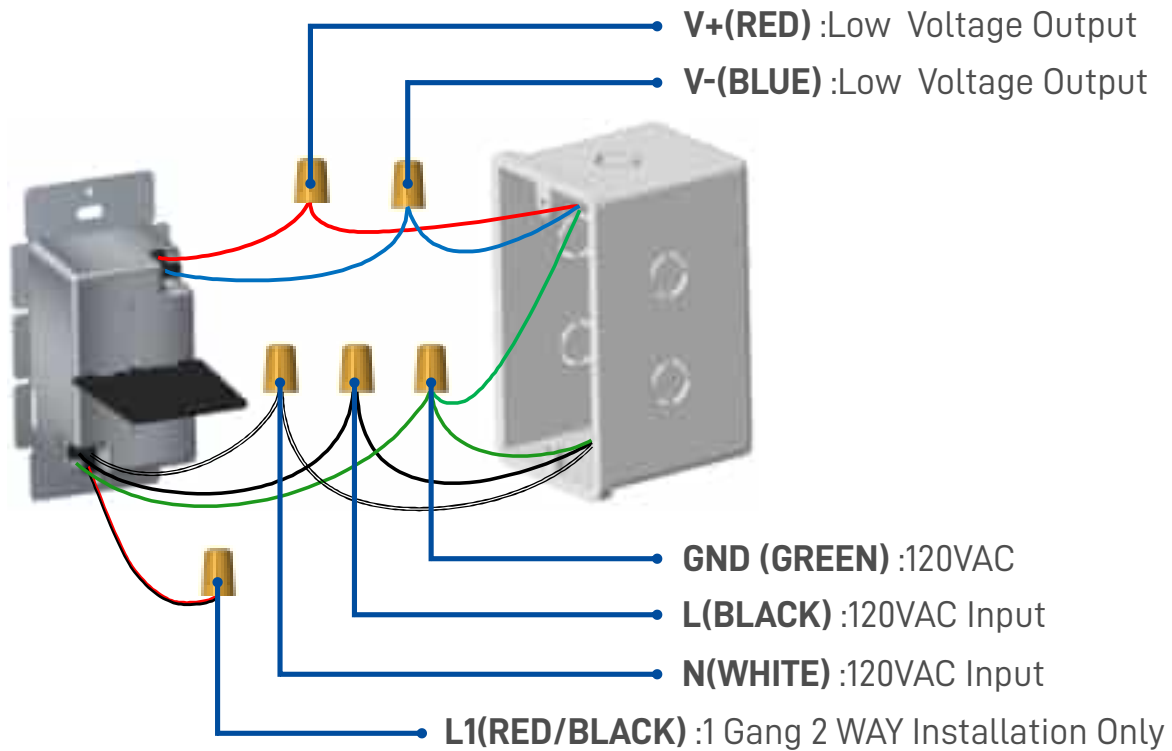 V+(RED) :Low Voltage Output
V-(BLUE) :Low Voltage Output
GND (GREEN) :120VAC
L(BLACK) :120VAC Input
N(WHITE) :120VAC Input
L1(RED/BLACK) :1 Gang 2 WAY Installation Only